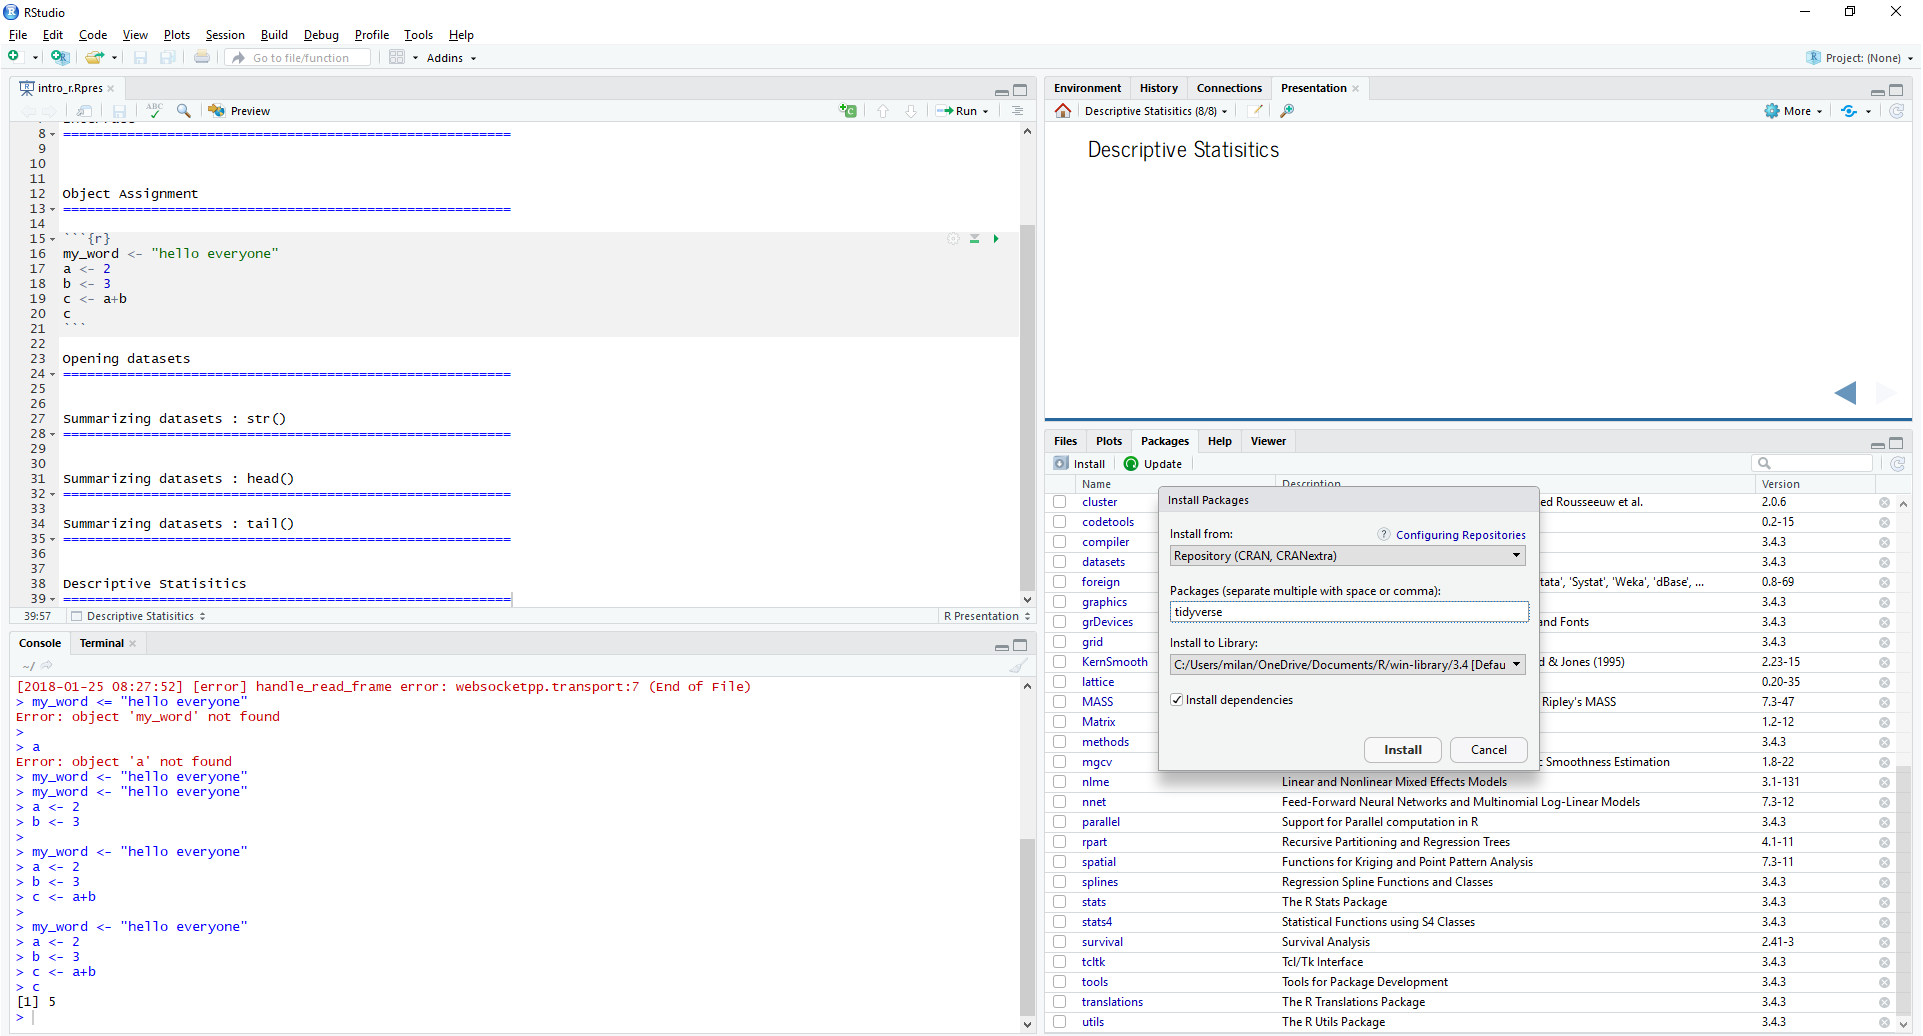 RStudio
File Edit Code View Plots Session Build Debug Profile Tools Help
Go to file/function Addins Project: (None)
intro_r.Rpres
ABC Preview Run
8 ========================================================
9
10
11
12 Object Assignment
13 ========================================================
14
15 ```{r}
16 my_word <- "hello everyone"
17 a <- 2
18 b <- 3
19 c <- a+b
20 c
21 ```
22
23 Opening datasets
24 ========================================================
25
26
27 Summarizing datasets : str()
28 ========================================================
29
30
31 Summarizing datasets : head()
32 ========================================================
33
34 Summarizing datasets : tail()
35 ========================================================
36
37
38 Descriptive Statisitics
39 ========================================================
39:57 Descriptive Statisitics R Presentation
Console Terminal
~/
[2018-01-25 08:27:52] [error] handle_read_frame error: websocketpp.transport:7 (End of File)
> my_word <= "hello everyone"
Error: object 'my_word' not found
>
> a
Error: object 'a' not found
> my_word <- "hello everyone"
> my_word <- "hello everyone"
> a <- 2
> b <- 3
>
> my_word <- "hello everyone"
> a <- 2
> b <- 3
> c <- a+b
>
> my_word <- "hello everyone"
> a <- 2
> b <- 3
> c <- a+b
> c
[1] 5
>
Environment History Connections Presentation
Descriptive Statisitics (8/8) More
Descriptive Statisitics
Files Plots Packages Help Viewer
Install Update
Name Description Version
cluster ed Rousseeuw et al. 2.0.6
codetools 0.2-15
compiler 3.4.3
datasets 3.4.3
foreign tata', 'Systat', 'Weka', 'dBase', ... 0.8-69
graphics 3.4.3
grDevices and Fonts 3.4.3
grid 3.4.3
KernSmooth d & Jones (1995) 2.23-15
lattice 0.20-35
MASS Ripley's MASS 7.3-47
Matrix 1.2-12
methods 3.4.3
mgcv c Smoothness Estimation 1.8-22
nlme Linear and Nonlinear Mixed Effects Models 3.1-131
nnet Feed-Forward Neural Networks and Multinomial Log-Linear Models 7.3-12
parallel Support for Parallel computation in R 3.4.3
rpart Recursive Partitioning and Regression Trees 4.1-11
spatial Functions for Kriging and Point Pattern Analysis 7.3-11
splines Regression Spline Functions and Classes 3.4.3
stats The R Stats Package 3.4.3
stats4 Statistical Functions using S4 Classes 3.4.3
survival Survival Analysis 2.41-3
tcltk Tcl/Tk Interface 3.4.3
tools Tools for Package Development 3.4.3
translations The R Translations Package 3.4.3
utils The R Utils Package 3.4.3
Install Packages
Install from: ? Configuring Repositories
Repository (CRAN, CRANextra)
Packages (separate multiple with space or comma):
tidyverse
Install to Library:
C:/Users/milan/OneDrive/Documents/R/win-library/3.4 [Defau
Install dependencies
Install Cancel